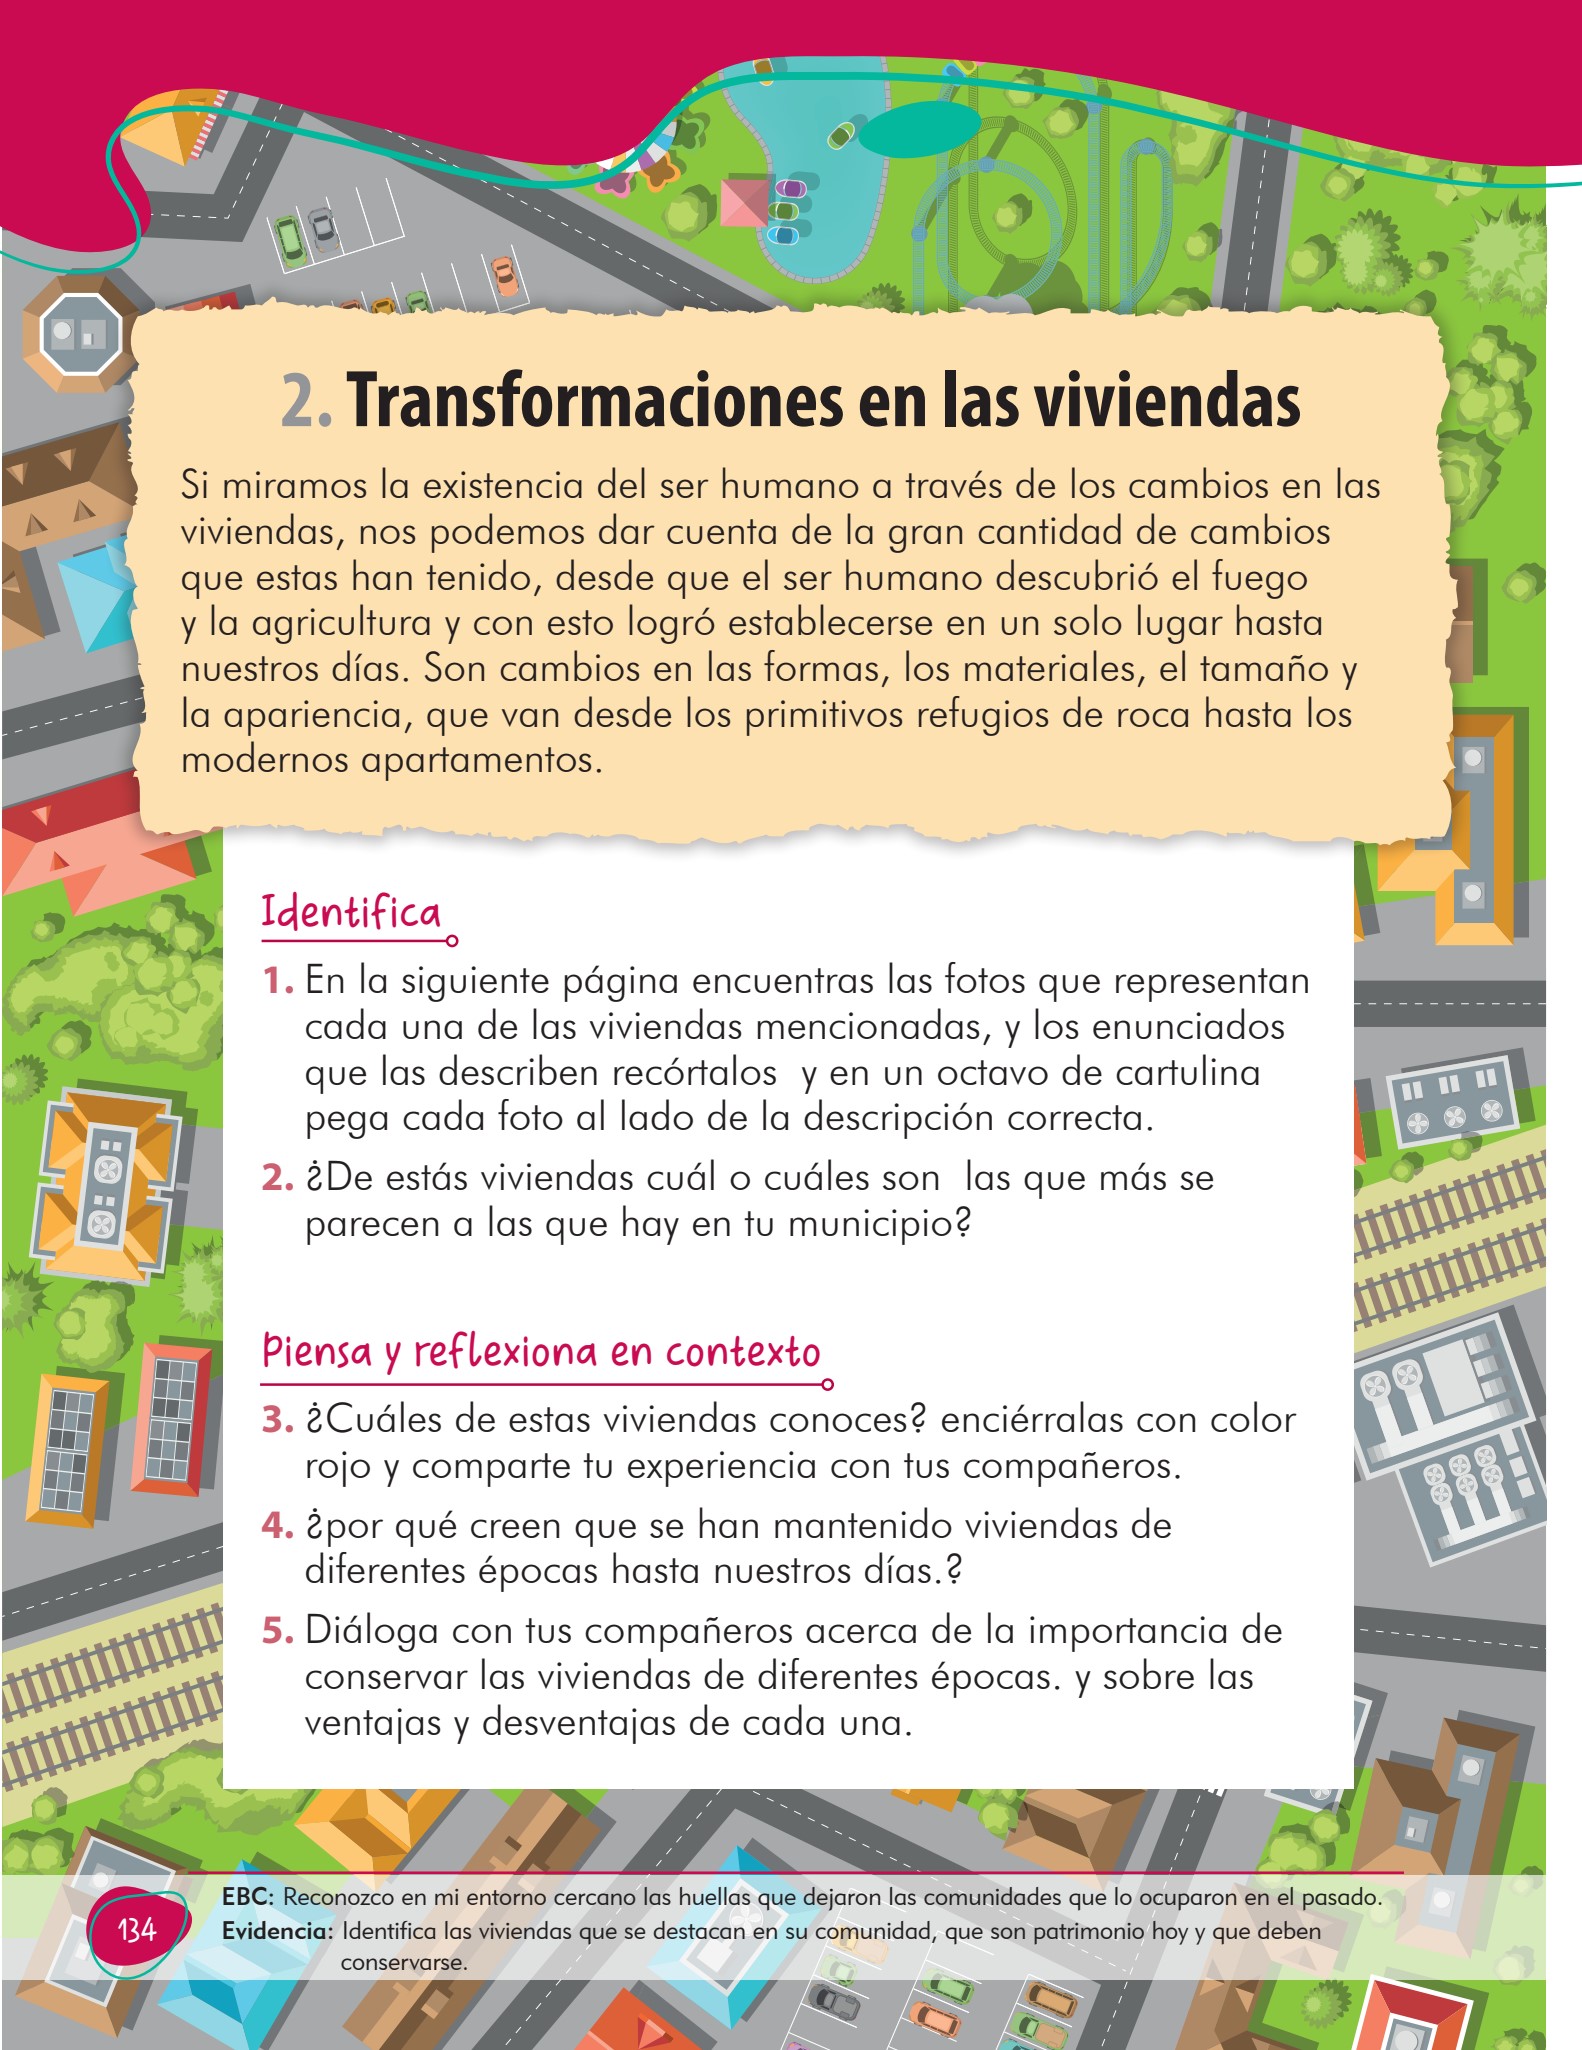 2. Transformaciones en las viviendas
Si miramos la existencia del ser humano a través de los cambios en las
viviendas, nos podemos dar cuenta de la gran cantidad de cambios
que estas han tenido, desde que el ser humano descubrió el fuego
y la agricultura y con esto logró establecerse en un solo lugar hasta
nuestros días. Son cambios en las formas, los materiales, el tamaño y
la apariencia, que van desde los primitivos refugios de roca hasta los
modernos apartamentos.
Identifica
1. En la siguiente página encuentras las fotos que representan
cada una de las viviendas mencionadas, y los enunciados
que las describen recórtalos y en un octavo de cartulina
pega cada foto al lado de la descripción correcta.
2. ¿De estás viviendas cuál o cuáles son las que más se
parecen a las que hay en tu municipio?
Piensa y reflexiona en contexto
3. ¿Cuáles de estas viviendas conoces? enciérralas con color
rojo y comparte tu experiencia con tus compañeros.
4. ¿por qué creen que se han mantenido viviendas de
diferentes épocas hasta nuestros días.?
5. Diáloga con tus compañeros acerca de la importancia de
conservar las viviendas de diferentes épocas. y sobre las
ventajas y desventajas de cada una.
EBC: Reconozco en mi entorno cercano las huellas que dejaron las comunidades que lo ocuparon en el pasado.
134
Evidencia: Identifica las viviendas que se destacan en su comunidad, que son patrimonio hoy y que deben
conservarse.